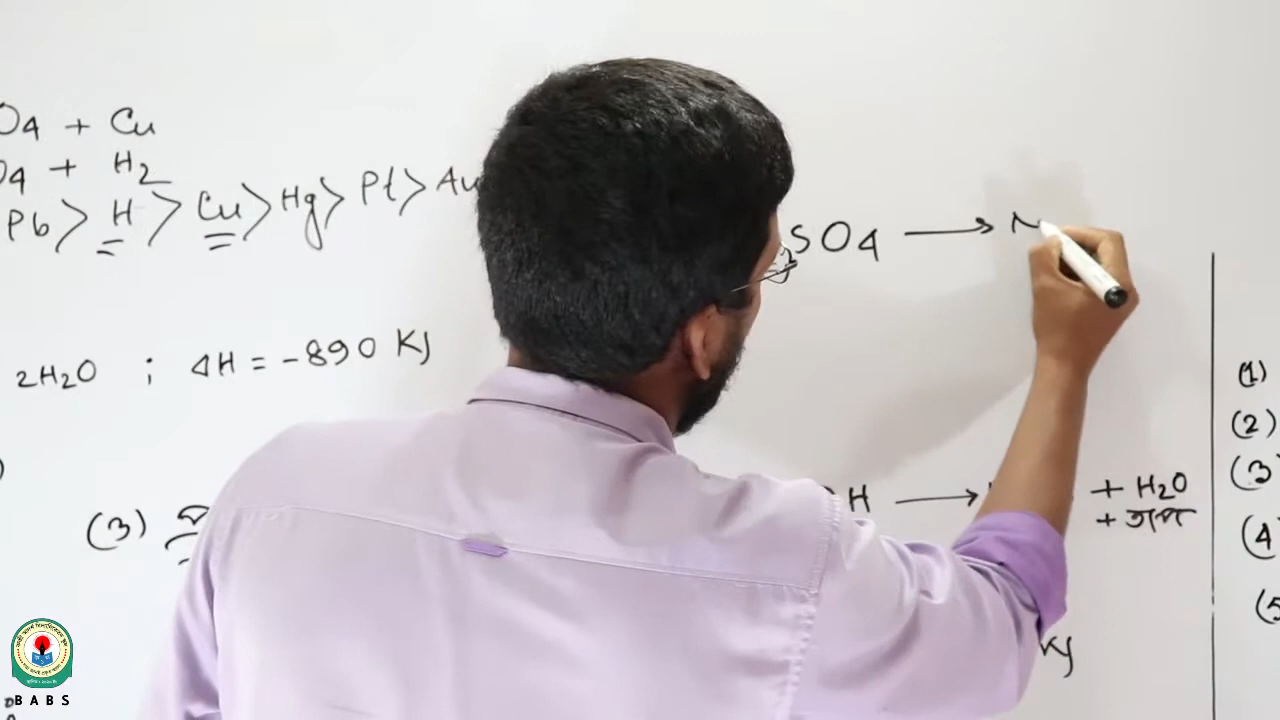 O4 + Cu
O4 + H2
Pb > H > Cu > Hg > Pt > Au
SO4 ⟶ N
2H2O ; ΔH = -890 KJ
(3)
H ⟶ + H2O
+ জল
KJ
(1)
(2)
(3)
(4
(5
BABS